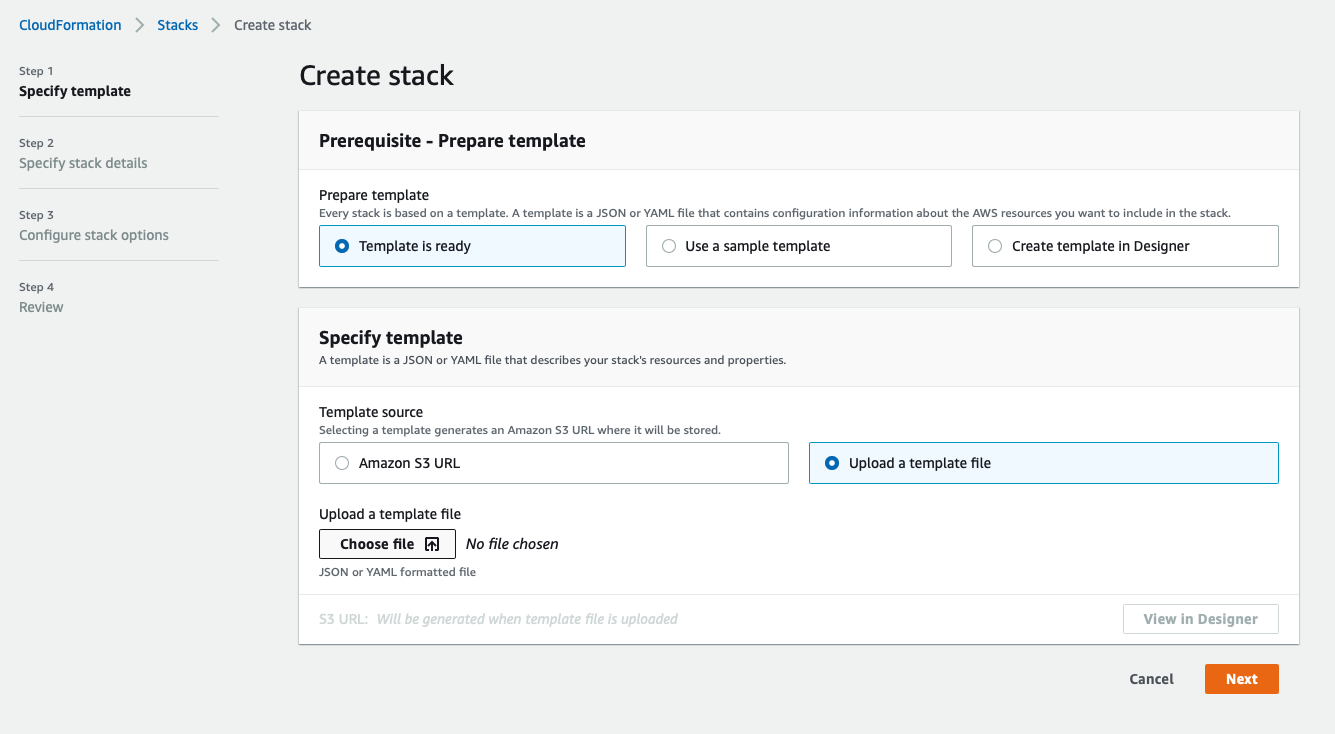 CloudFormation > Stacks > Create stack
Step 1
Specify template
Step 2
Specify stack details
Step 3
Configure stack options
Step 4
Review
Create stack
Prerequisite - Prepare template
Prepare template
Every stack is based on a template. A template is a JSON or YAML file that contains configuration information about the AWS resources you want to include in the stack.
Template is ready
Use a sample template
Create template in Designer
Specify template
A template is a JSON or YAML file that describes your stack's resources and properties.
Template source
Selecting a template generates an Amazon S3 URL where it will be stored.
Amazon S3 URL
Upload a template file
Upload a template file
Choose file No file chosen
JSON or YAML formatted file
S3 URL: Will be generated when template file is uploaded
View in Designer
Cancel
Next